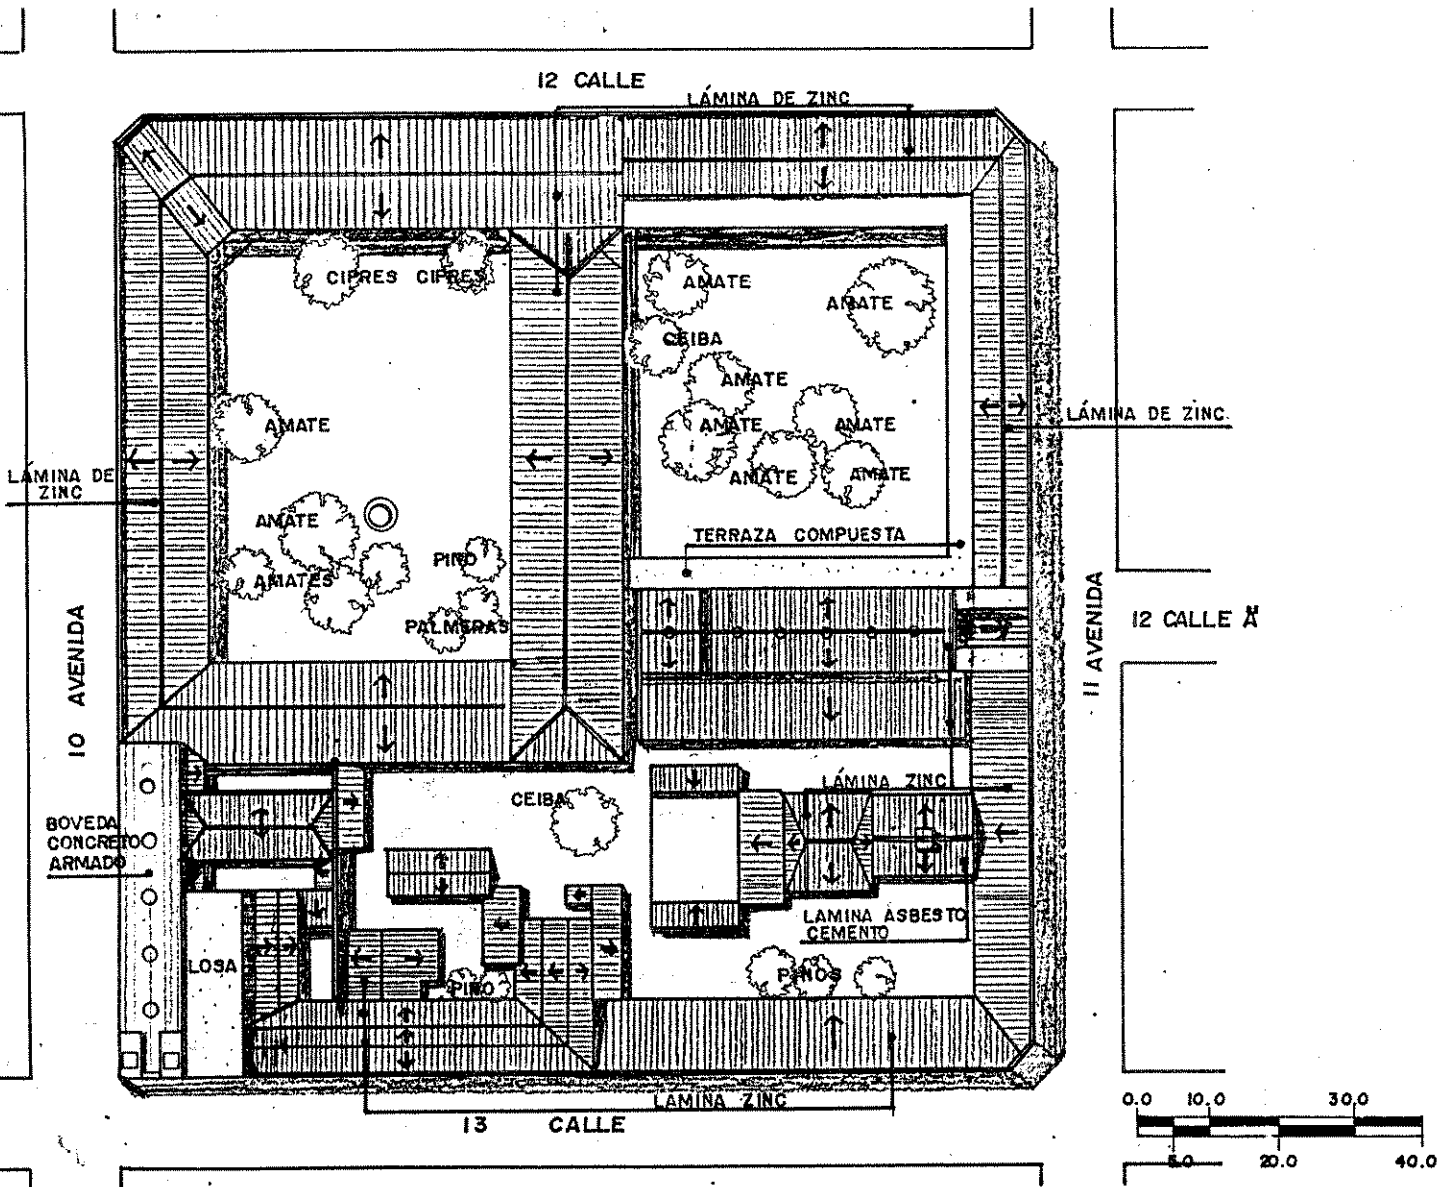 12 CALLE
LÁMINA DE ZINC
CIPRES CIPRES
AMATE
AMATE
CEIBA
AMATE
AMATE
AMATE
AMATE
AMATE
AMATE
LÁMINA DE ZINC.
LÁMINA DE
ZINC
AMATE
AMATES
PINO
PALMERAS
TERRAZA COMPUESTA
10 AVENIDA
11 AVENIDA
12 CALLE A"
BOVEDA
CONCRETO
ARMADO
CEIBA
LÁMINA ZINC
LAMINA ASBESTO
CEMENTO
LOSA
PINO
PINOS
LAMINA ZINC
13 CALLE
0.0 10.0 30.0
5.0 20.0 40.0